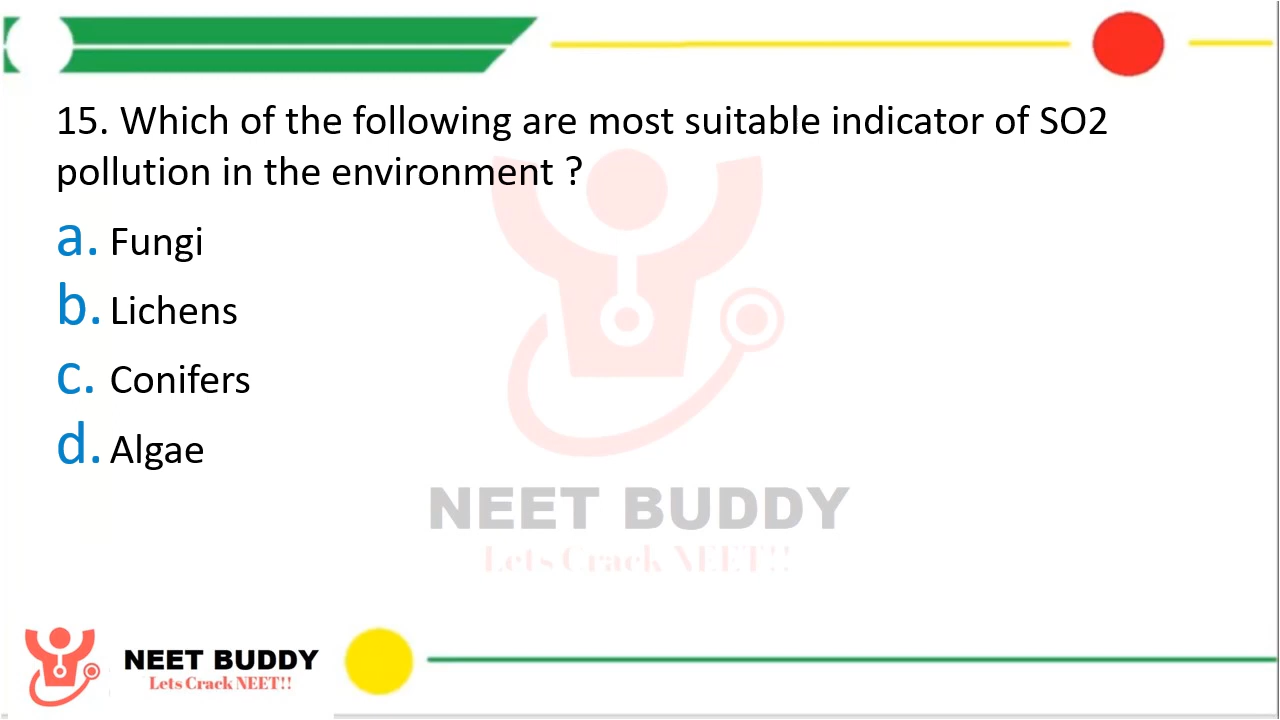 15. Which of the following are most suitable indicator of SO2
pollution in the environment ?
a. Fungi
b. Lichens
c. Conifers
d. Algae
NEET BUDDY
Lets Crack NEET!!
NEET BUDDY
Lets Crack NEET!!